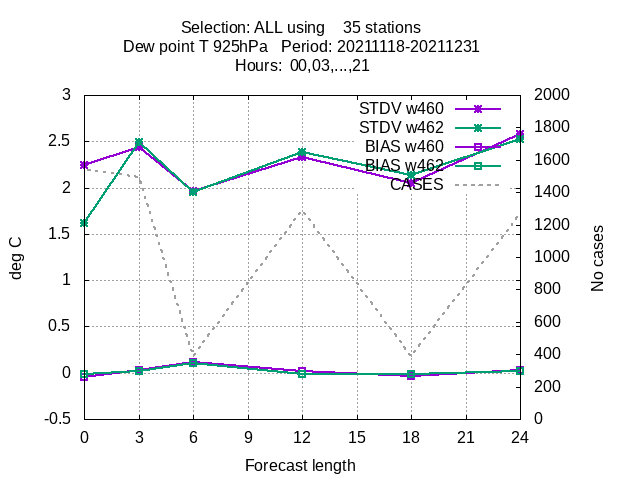 Selection: ALL using    35 stations
Dew point T 925hPa   Period: 20211118-20211231
Hours: 00,03,...,21
3
2.5
2
1.5
1
0.5
0
-0.5
deg C
2000
1800
1600
1400
1200
1000
800
600
400
200
0
No cases
STDV w460
STDV w462
BIAS w460
BIAS w462
CASES
0 3 6 9 12 15 18 21 24
Forecast length